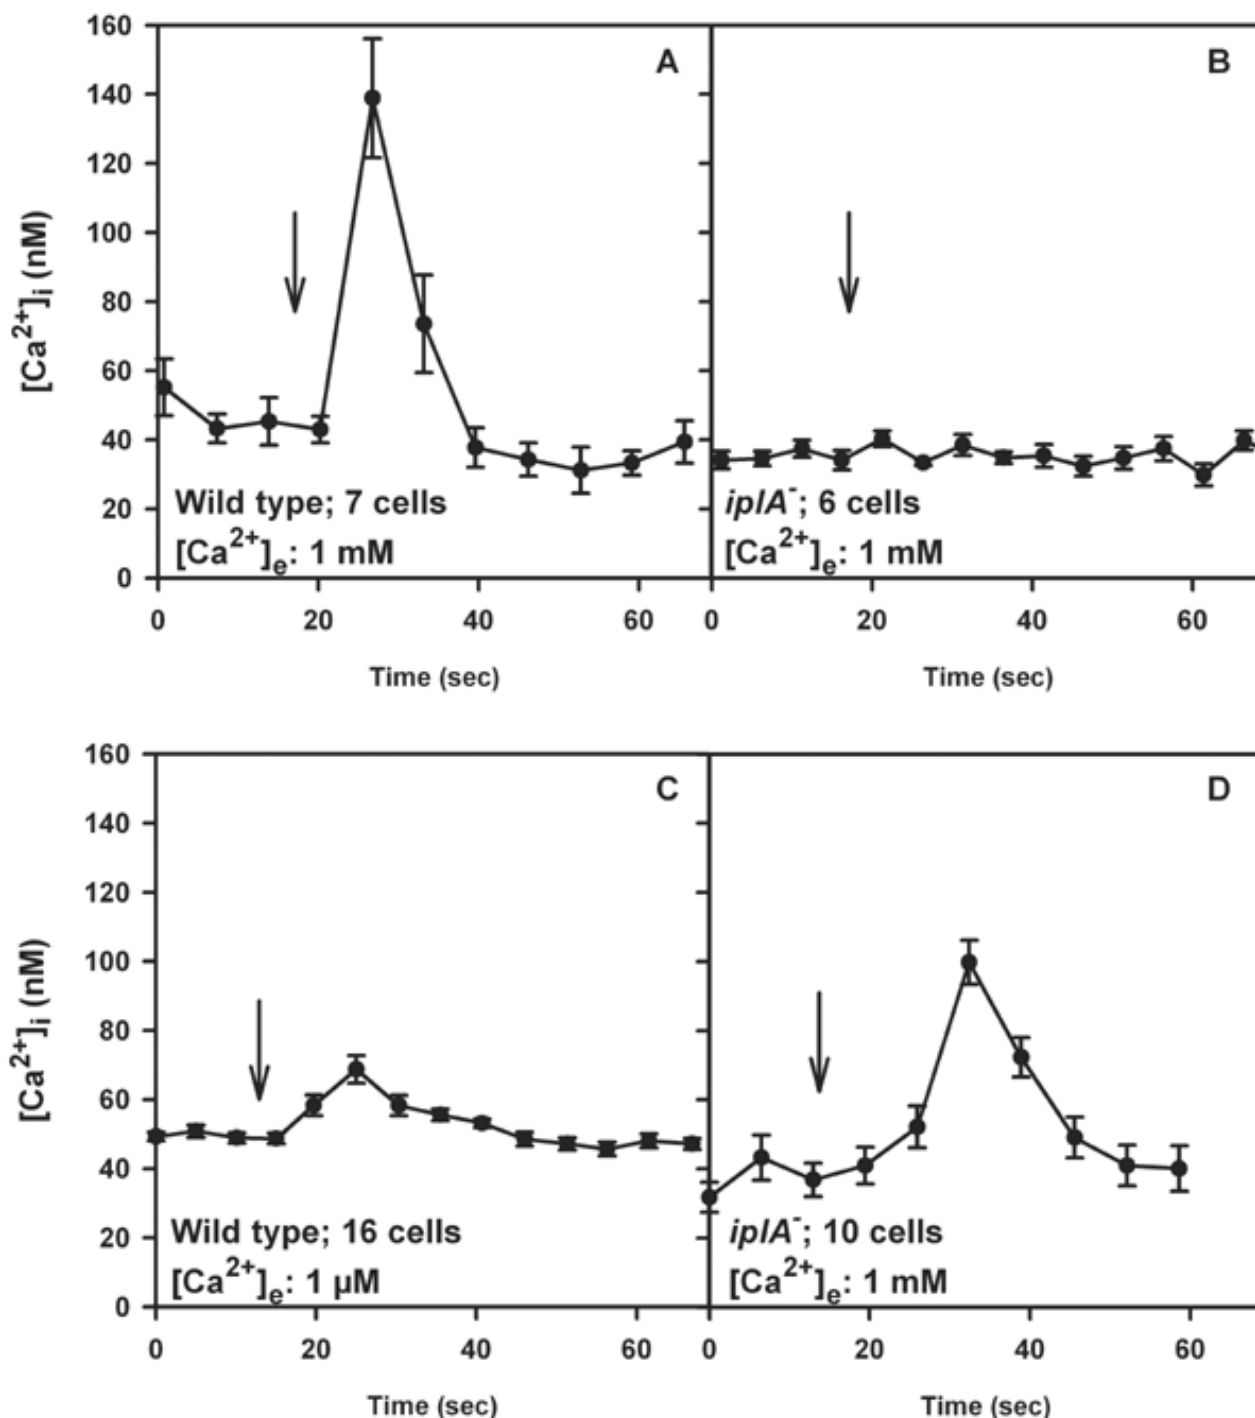 160
140
120
100
80
60
40
20
0
[Ca²⁺]ᵢ (nM)
A
Wild type; 7 cells
[Ca²⁺]ₑ: 1 mM
0 20 40 60
Time (sec)
B
iplA⁻; 6 cells
[Ca²⁺]ₑ: 1 mM
0 20 40 60
Time (sec)
160
140
120
100
80
60
40
20
0
[Ca²⁺]ᵢ (nM)
C
Wild type; 16 cells
[Ca²⁺]ₑ: 1 µM
0 20 40 60
Time (sec)
D
iplA⁻; 10 cells
[Ca²⁺]ₑ: 1 mM
0 20 40 60
Time (sec)